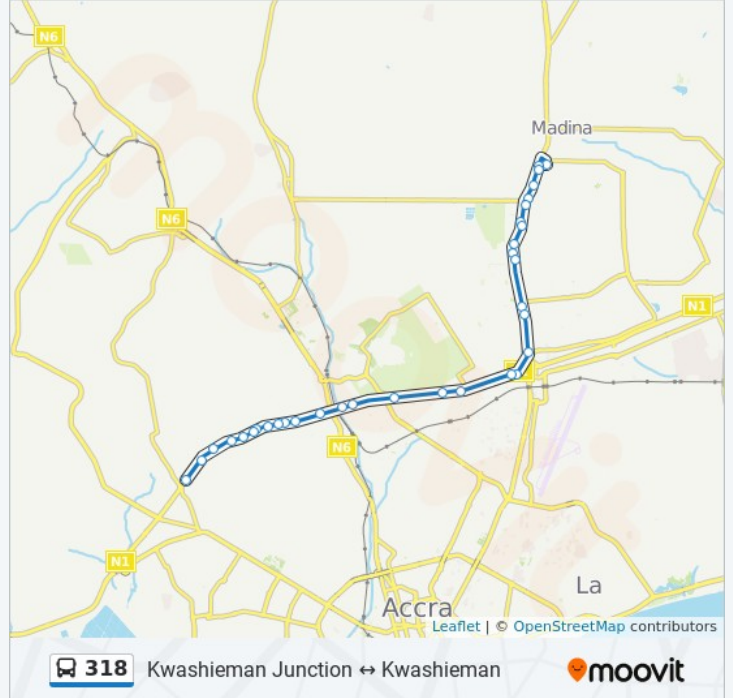 N6
Madina
N6
N1
N6
N1
La
Accra
Leaflet | © OpenStreetMap contributors
318 Kwashieman Junction ↔ Kwashieman
moovit